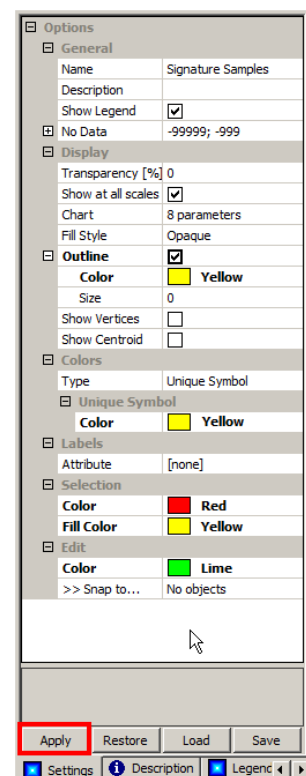 Options
General
Name Signature Samples
Description
Show Legend
No Data -99999; -999
Display
Transparency [%] 0
Show at all scales
Chart 8 parameters
Fill Style Opaque
Outline
Color Yellow
Size 0
Show Vertices
Show Centroid
Colors
Type Unique Symbol
Unique Symbol
Color Yellow
Labels
Attribute [none]
Selection
Color Red
Fill Color Yellow
Edit
Color Lime
>> Snap to... No objects
Apply Restore Load Save
Settings Description Legend